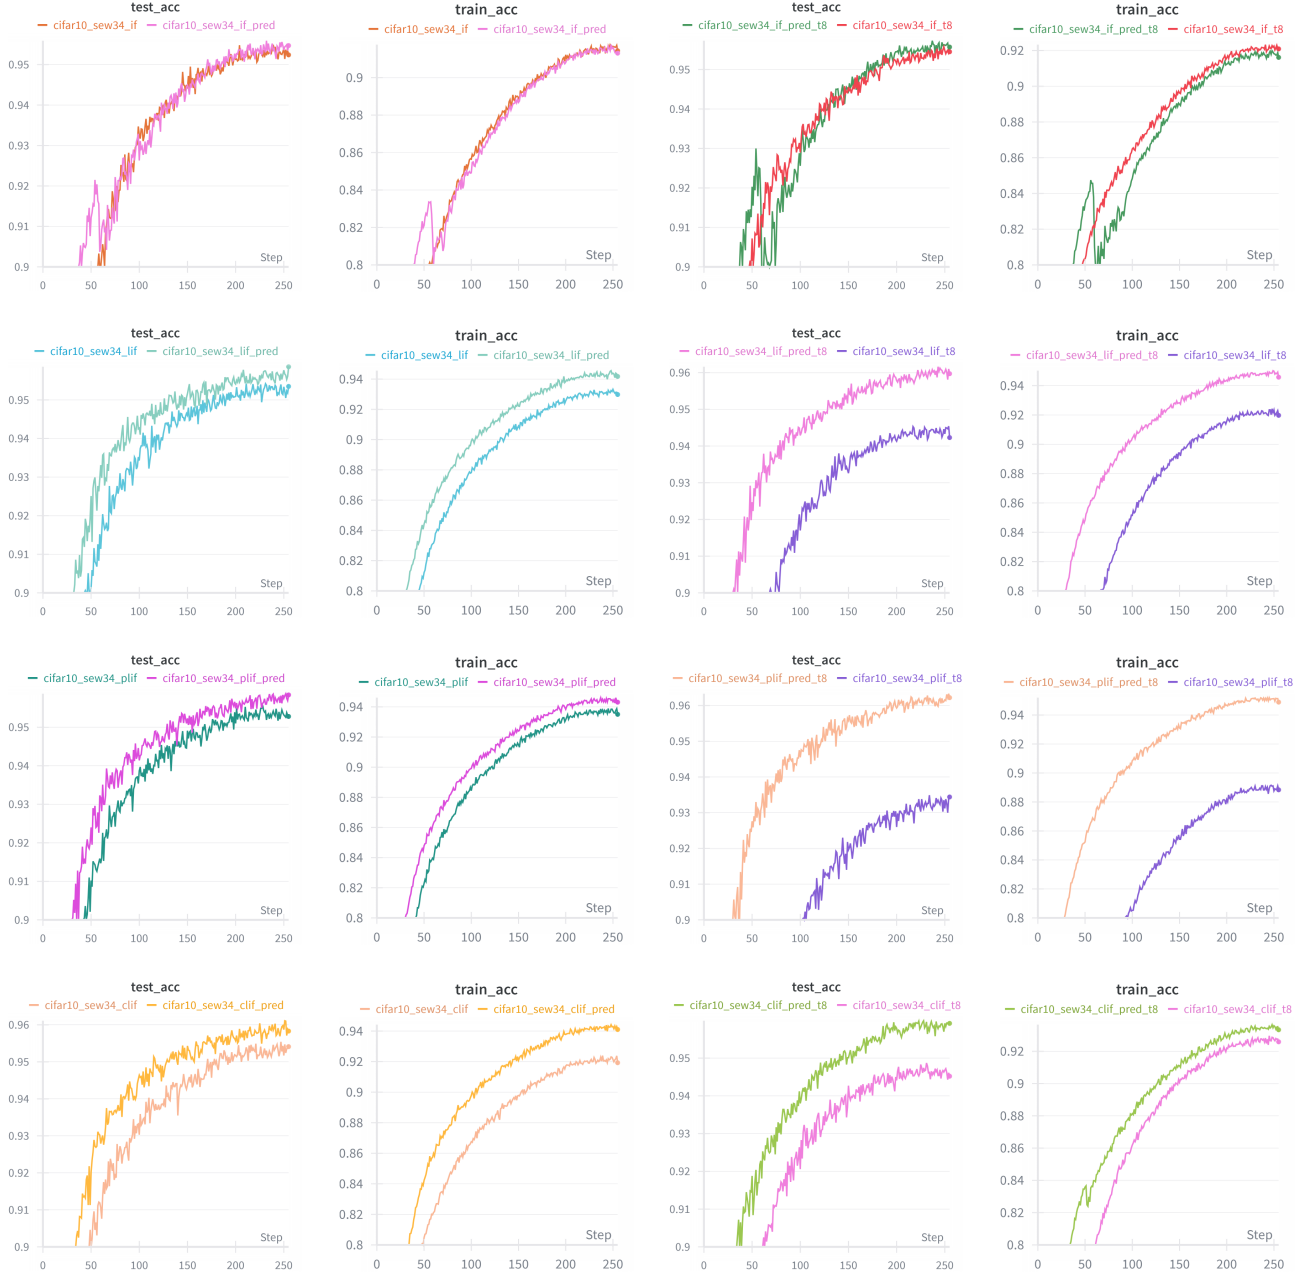 test_acc
cifar10_sew34_if cifar10_sew34_if_pred
0.95
0.94
0.93
0.92
0.91
0.9
Step
0 50 100 150 200 250
train_acc
cifar10_sew34_if cifar10_sew34_if_pred
0.9
0.88
0.86
0.84
0.82
0.8
Step
0 50 100 150 200 250
test_acc
cifar10_sew34_if_pred_t8 cifar10_sew34_if_t8
0.95
0.94
0.93
0.92
0.91
0.9
Step
0 50 100 150 200 250
train_acc
cifar10_sew34_if_pred_t8 cifar10_sew34_if_t8
0.92
0.9
0.88
0.86
0.84
0.82
0.8
Step
0 50 100 150 200 250
test_acc
cifar10_sew34_lif cifar10_sew34_lif_pred
0.95
0.94
0.93
0.92
0.91
0.9
Step
0 50 100 150 200 250
train_acc
cifar10_sew34_lif cifar10_sew34_lif_pred
0.94
0.92
0.9
0.88
0.86
0.84
0.82
0.8
Step
0 50 100 150 200 250
test_acc
cifar10_sew34_lif_pred_t8 cifar10_sew34_lif_t8
0.96
0.95
0.94
0.93
0.92
0.91
0.9
Step
0 50 100 150 200 250
train_acc
cifar10_sew34_lif_pred_t8 cifar10_sew34_lif_t8
0.94
0.92
0.9
0.88
0.86
0.84
0.82
0.8
Step
0 50 100 150 200 250
test_acc
cifar10_sew34_plif cifar10_sew34_plif_pred
0.95
0.94
0.93
0.92
0.91
0.9
Step
0 50 100 150 200 250
train_acc
cifar10_sew34_plif cifar10_sew34_plif_pred
0.94
0.92
0.9
0.88
0.86
0.84
0.82
0.8
Step
0 50 100 150 200 250
test_acc
cifar10_sew34_plif_pred_t8 cifar10_sew34_plif_t8
0.96
0.95
0.94
0.93
0.92
0.91
0.9
Step
0 50 100 150 200 250
train_acc
cifar10_sew34_plif_pred_t8 cifar10_sew34_plif_t8
0.94
0.92
0.9
0.88
0.86
0.84
0.82
0.8
Step
0 50 100 150 200 250
test_acc
cifar10_sew34_clif cifar10_sew34_clif_pred
0.96
0.95
0.94
0.93
0.92
0.91
0.9
Step
0 50 100 150 200 250
train_acc
cifar10_sew34_clif cifar10_sew34_clif_pred
0.94
0.92
0.9
0.88
0.86
0.84
0.82
0.8
Step
0 50 100 150 200 250
test_acc
cifar10_sew34_clif_pred_t8 cifar10_sew34_clif_t8
0.95
0.94
0.93
0.92
0.91
0.9
Step
0 50 100 150 200 250
train_acc
cifar10_sew34_clif_pred_t8 cifar10_sew34_clif_t8
0.92
0.9
0.88
0.86
0.84
0.82
0.8
Step
0 50 100 150 200 250